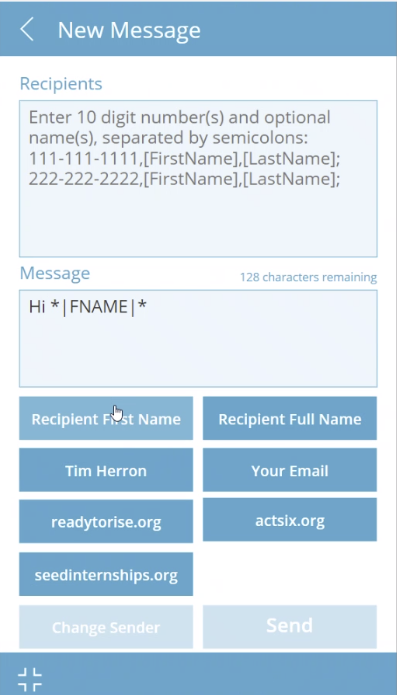 New Message
Recipients
Enter 10 digit number(s) and optional
name(s), separated by semicolons:
111-111-1111,[FirstName],[LastName];
222-222-2222,[FirstName],[LastName];
Message
128 characters remaining
Hi *|FNAME|*
Recipient First Name
Recipient Full Name
Tim Herron
Your Email
readytorise.org
actsix.org
seedinternships.org
Change Sender
Send